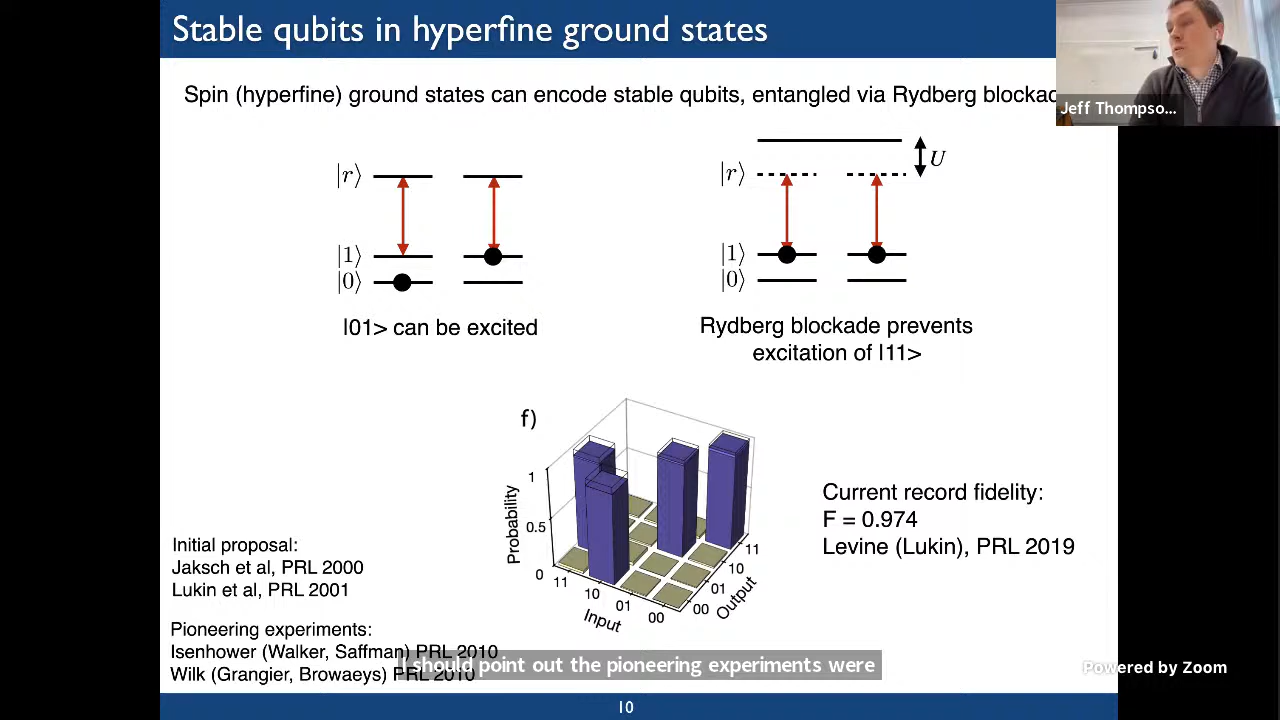 Stable qubits in hyperfine ground states
Spin (hyperfine) ground states can encode stable qubits, entangled via Rydberg blockad
Jeff Thompso...
|r⟩
|1⟩
|0⟩
|01> can be excited
U
|r⟩
|1⟩
|0⟩
Rydberg blockade prevents
excitation of |11>
f)
Probability
1
0.5
0
11
10
01
00
Input
00
01
10
11
Output
Current record fidelity:
F = 0.974
Levine (Lukin), PRL 2019
Initial proposal:
Jaksch et al, PRL 2000
Lukin et al, PRL 2001
Pioneering experiments:
Isenhower (Walker, Saffman) PRL 2010
Wilk (Grangier, Browaeys) PRL 2010
I should point out the pioneering experiments were
Powered by Zoom
10